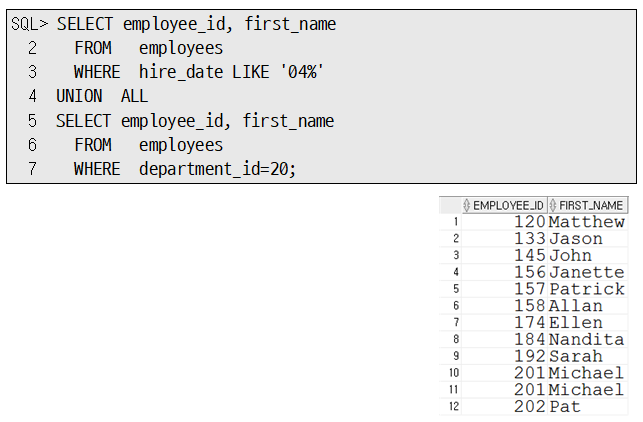 SQL> SELECT employee_id, first_name
2 FROM employees
3 WHERE hire_date LIKE '04%'
4 UNION ALL
5 SELECT employee_id, first_name
6 FROM employees
7 WHERE department_id=20;
EMPLOYEE_ID FIRST_NAME
1 120 Matthew
2 133 Jason
3 145 John
4 156 Janette
5 157 Patrick
6 158 Allan
7 174 Ellen
8 184 Nandita
9 192 Sarah
10 201 Michael
11 201 Michael
12 202 Pat